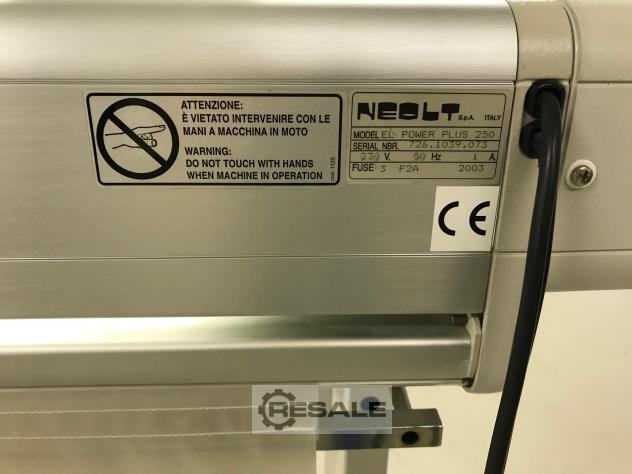 ATTENZIONE:
È VIETATO INTERVENIRE CON LE
MANI A MACCHINA IN MOTO
WARNING:
DO NOT TOUCH WITH HANDS
WHEN MACHINE IN OPERATION
cod. 1125
NEOLT S.p.A. ITALY
MODEL EL POWER PLUS 250
SERIAL NBR. 726.1039.073
230 V. 50 Hz 1 A.
FUSE 3 F2A 2003
CE
RESALE